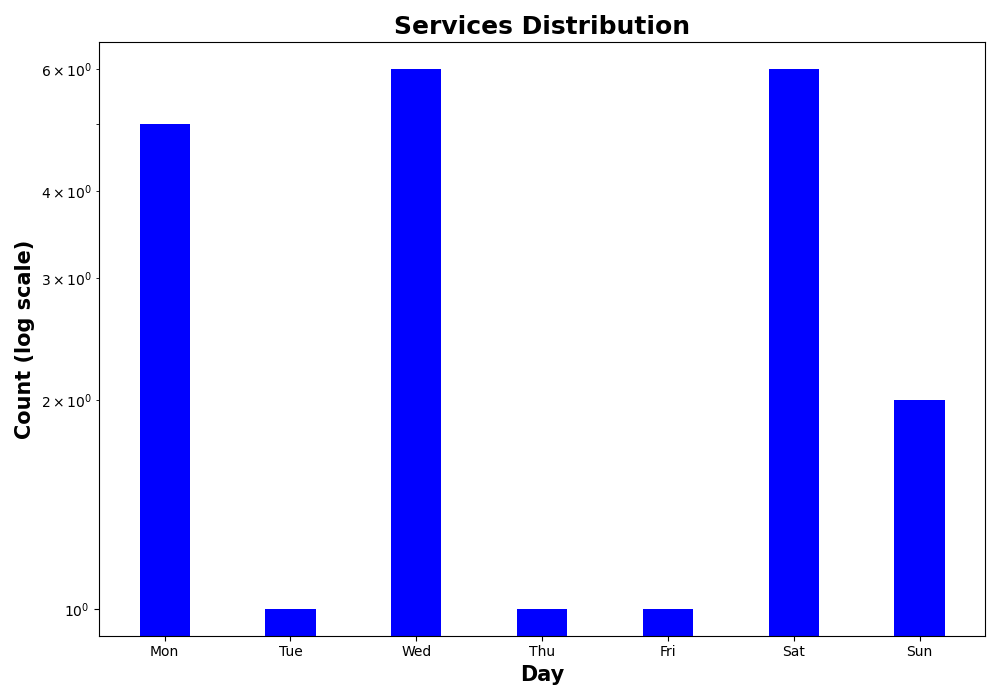 Services Distribution
6 × 10⁰
4 × 10⁰
3 × 10⁰
2 × 10⁰
10⁰
Count (log scale)
Mon Tue Wed Thu Fri Sat Sun
Day